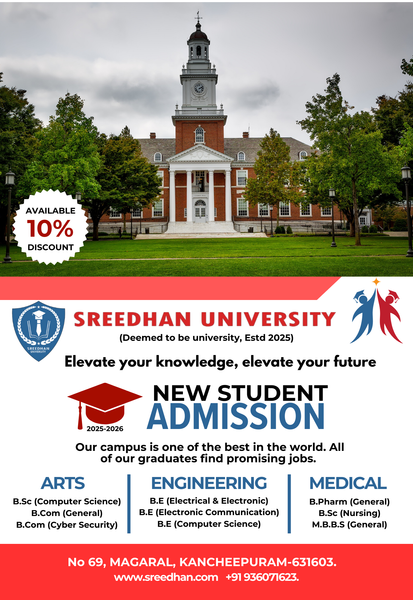 AVAILABLE
10%
DISCOUNT
SREEDHAN
UNIVERSITY
SREEDHAN UNIVERSITY
(Deemed to be university, Estd 2025)
Elevate your knowledge, elevate your future
2025-2026
NEW STUDENT
ADMISSION
Our campus is one of the best in the world. All
of our graduates find promising jobs.
ARTS
B.Sc (Computer Science)
B.Com (General)
B.Com (Cyber Security)
ENGINEERING
B.E (Electrical & Electronic)
B.E (Electronic Communication)
B.E (Computer Science)
MEDICAL
B.Pharm (General)
B.Sc (Nursing)
M.B.B.S (General)
No 69, MAGARAL, KANCHEEPURAM-631603.
www.sreedhan.com +91 936071623.